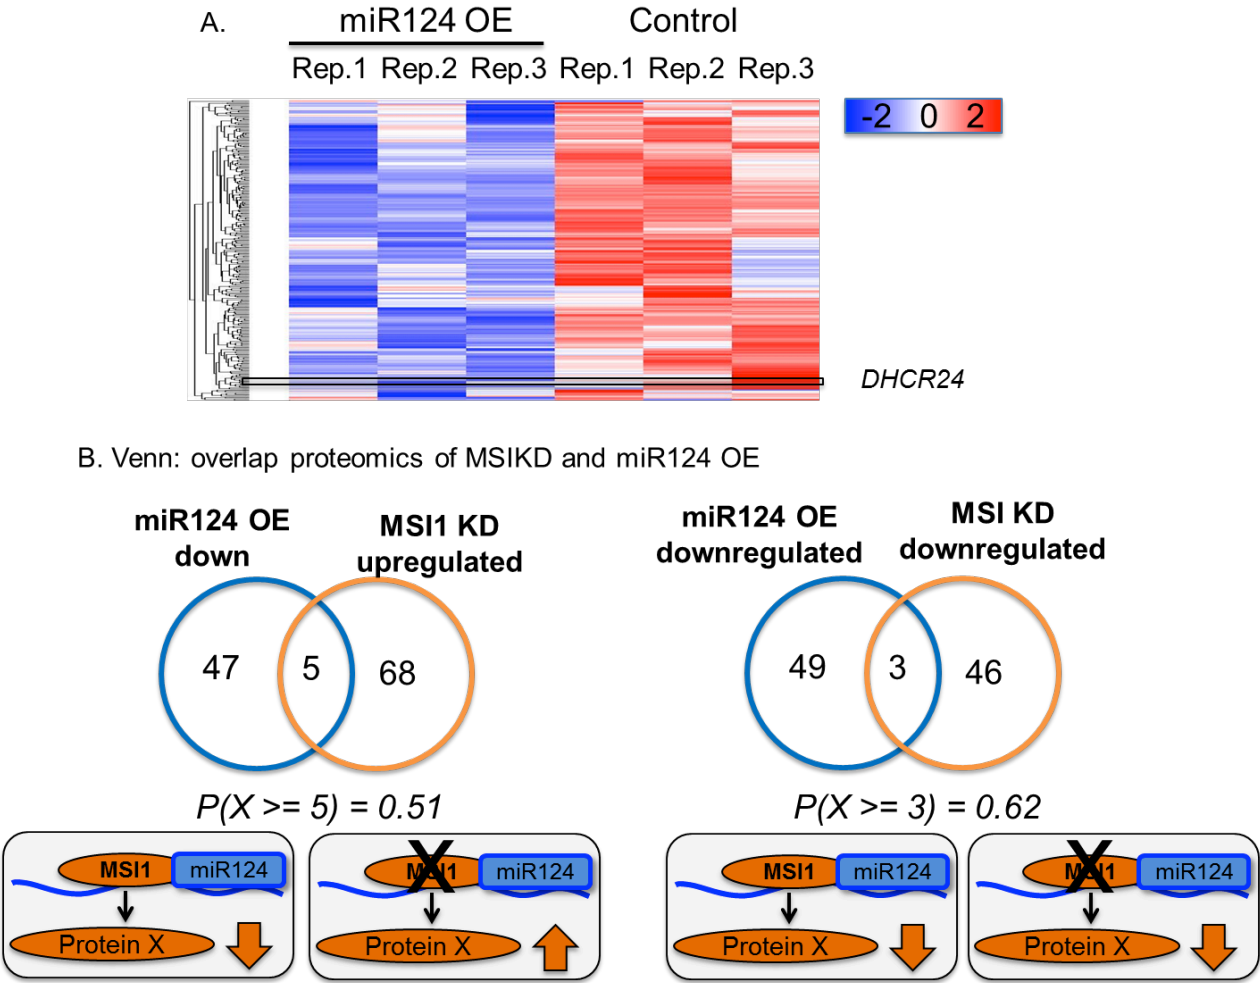 A.
miR124 OE Control
Rep.1 Rep.2 Rep.3 Rep.1 Rep.2 Rep.3
-2 0 2
DHCR24
B. Venn: overlap proteomics of MSIKD and miR124 OE
miR124 OE
down
MSI1 KD
upregulated
47 5 68
P(X >= 5) = 0.51
miR124 OE
downregulated
MSI KD
downregulated
49 3 46
P(X >= 3) = 0.62
MSI1 miR124
Protein X
X
MSI1 miR124
Protein X
MSI1 miR124
Protein X
X
MSI1 miR124
Protein X